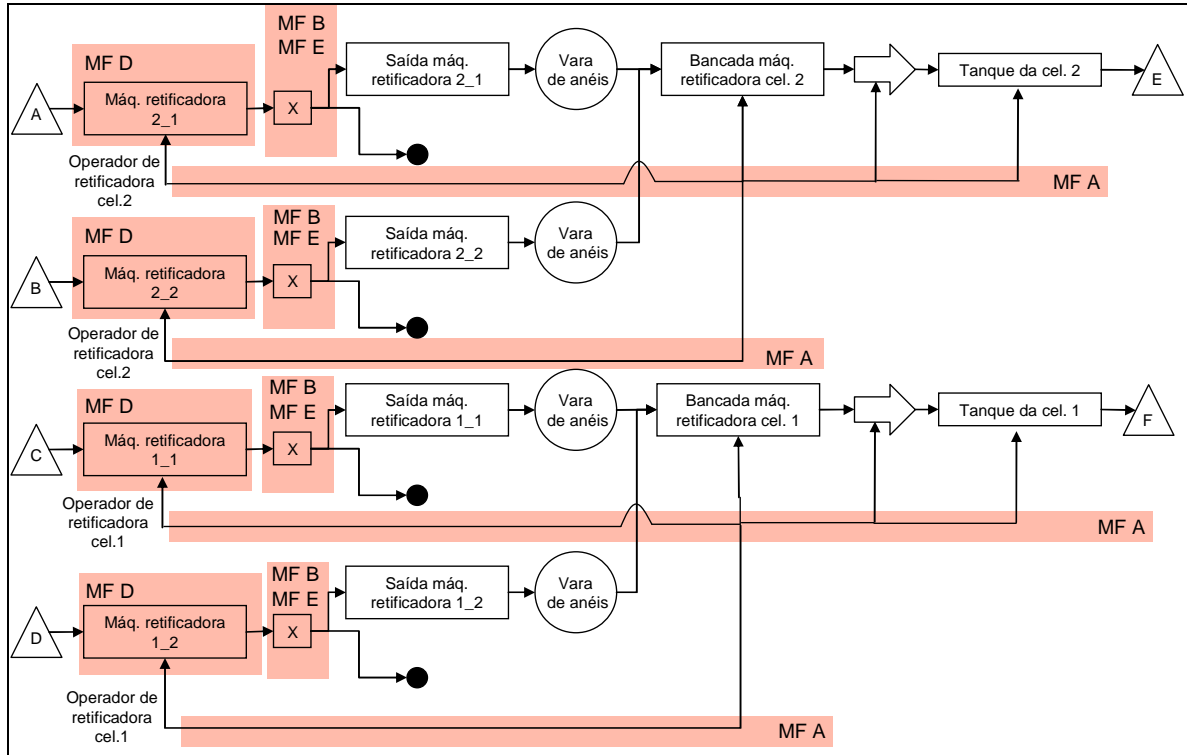 MF D
MF B
MF E
A
Máq. retificadora
2_1
X
Saída máq.
retificadora 2_1
Vara
de anéis
Bancada máq.
retificadora cel. 2
Tanque da cel. 2
E
Operador de
retificadora
cel.2
MF A
MF D
MF B
MF E
B
Máq. retificadora
2_2
X
Saída máq.
retificadora 2_2
Vara
de anéis
Operador de
retificadora
cel.2
MF A
MF D
MF B
MF E
C
Máq. retificadora
1_1
X
Saída máq.
retificadora 1_1
Vara
de anéis
Bancada máq.
retificadora cel. 1
Tanque da cel. 1
F
Operador de
retificadora
cel.1
MF A
MF D
MF B
MF E
D
Máq. retificadora
1_2
X
Saída máq.
retificadora 1_2
Vara
de anéis
Operador de
retificadora
cel.1
MF A